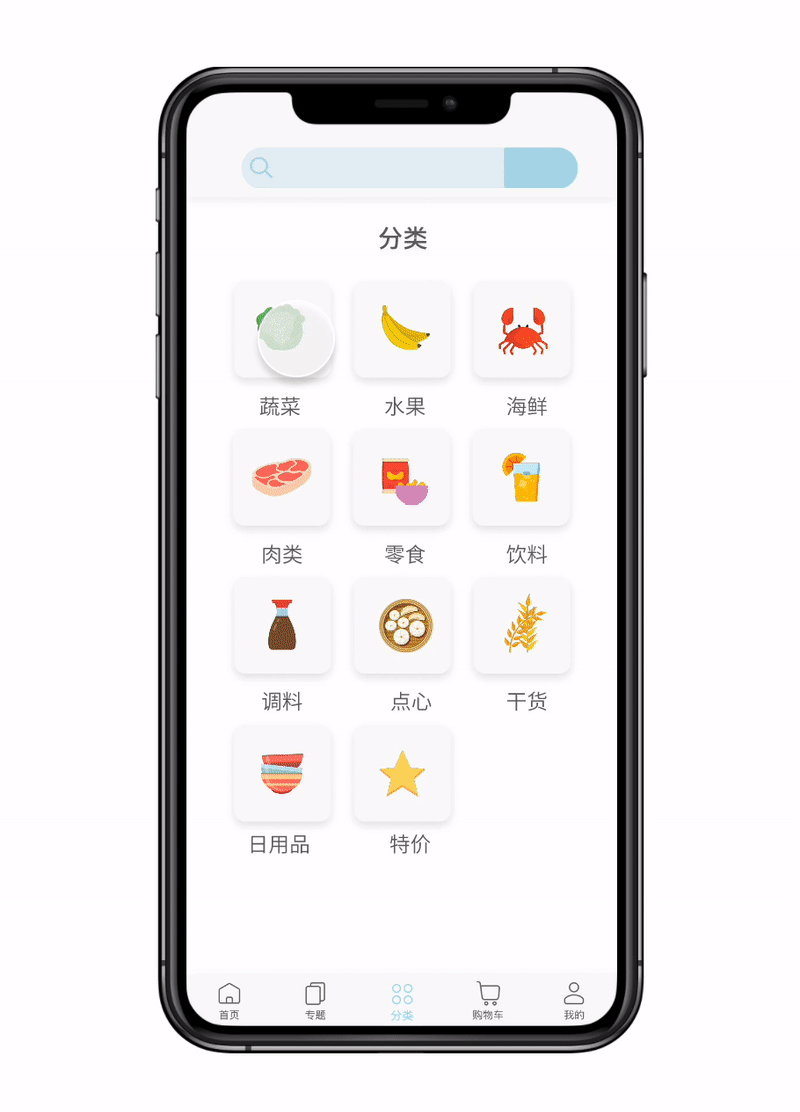 分类
蔬菜 水果 海鲜
肉类 零食 饮料
调料 点心 干货
日用品 特价
首页 专题 分类 购物车 我的